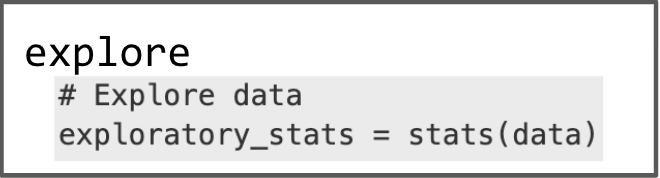 explore
# Explore data
exploratory_stats = stats(data)